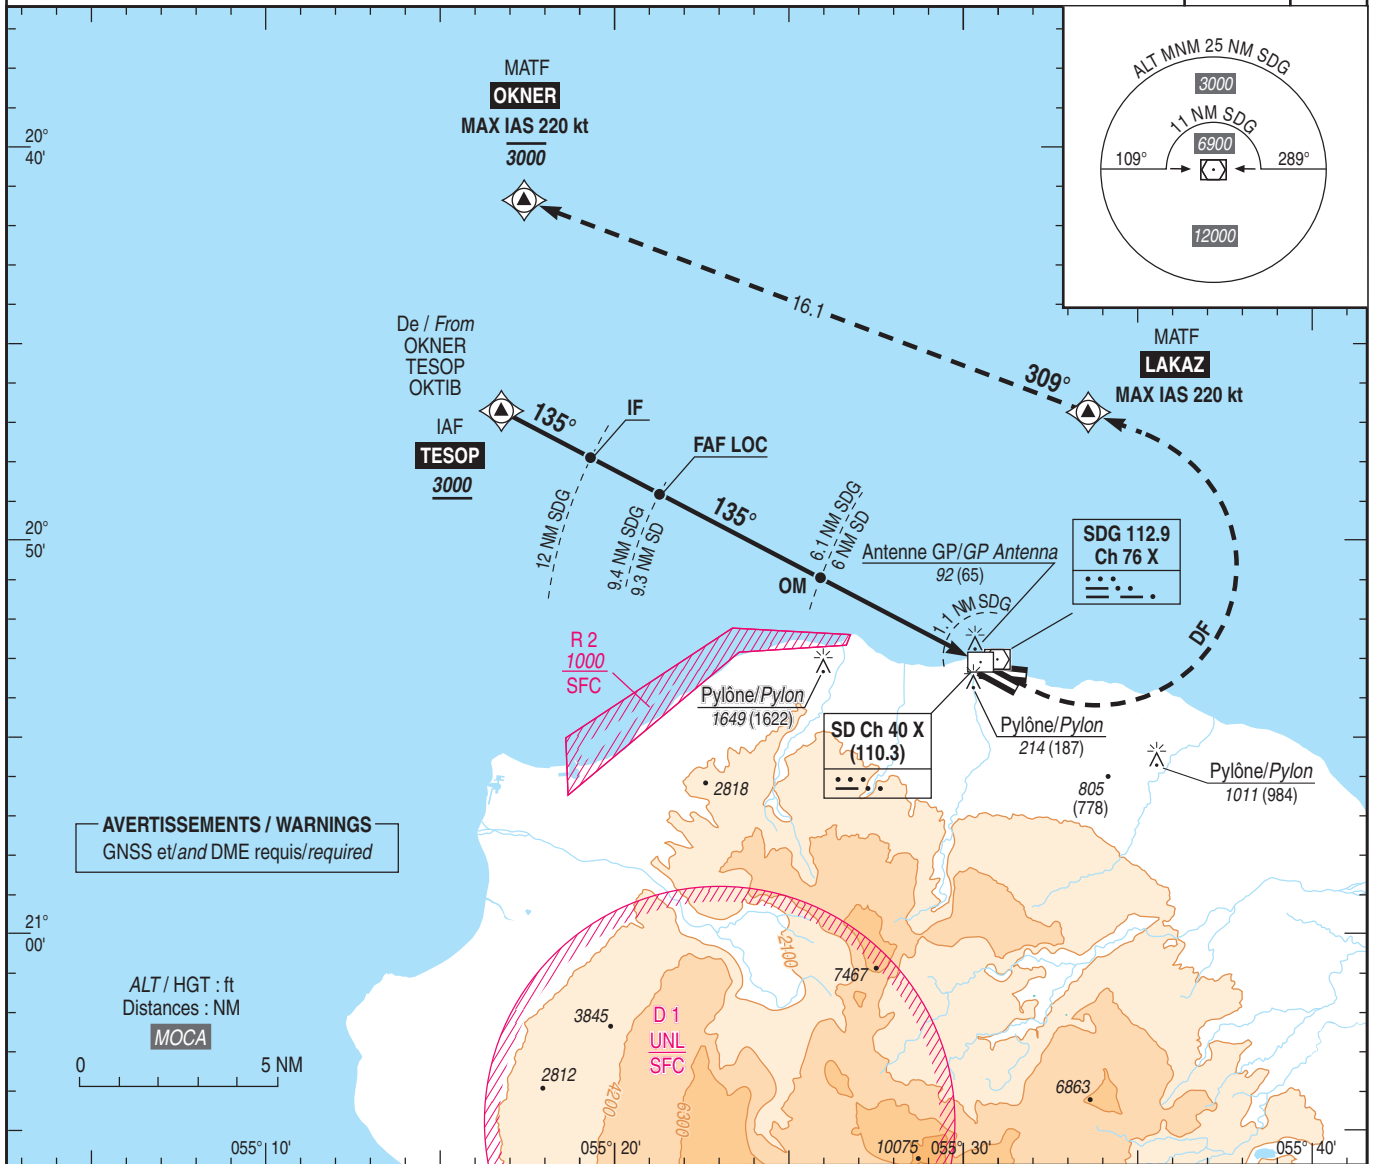 MATF
OKNER
MAX IAS 220 kt
3000
ALT MNM 25 NM SDG
3000
11 NM SDG
6900
109°
289°
12000
20°
40'
16.1
309°
MATF
LAKAZ
MAX IAS 220 kt
De / From
OKNER
TESOP
OKTIB
IAF
TESOP
3000
135°
IF
FAF LOC
135°
12 NM SDG
9.4 NM SDG
9.3 NM SD
6.1 NM SDG
6 NM SD
OM
20°
50'
Antenne GP/GP Antenna
92 (65)
SDG 112.9
Ch 76 X
1.1 NM SDG
DF
R 2
1000
SFC
Pylône/Pylon
1649 (1622)
SD Ch 40 X
(110.3)
Pylône/Pylon
214 (187)
Pylône/Pylon
1011 (984)
2818
805
(778)
AVERTISSEMENTS / WARNINGS
GNSS et/and DME requis/required
21°
00'
2100
7467
ALT / HGT : ft
Distances : NM
MOCA
0 5 NM
3845
D 1
UNL
SFC
2812
4200
6300
6863
10075
055° 10'
055° 20'
055° 30'
055° 40'